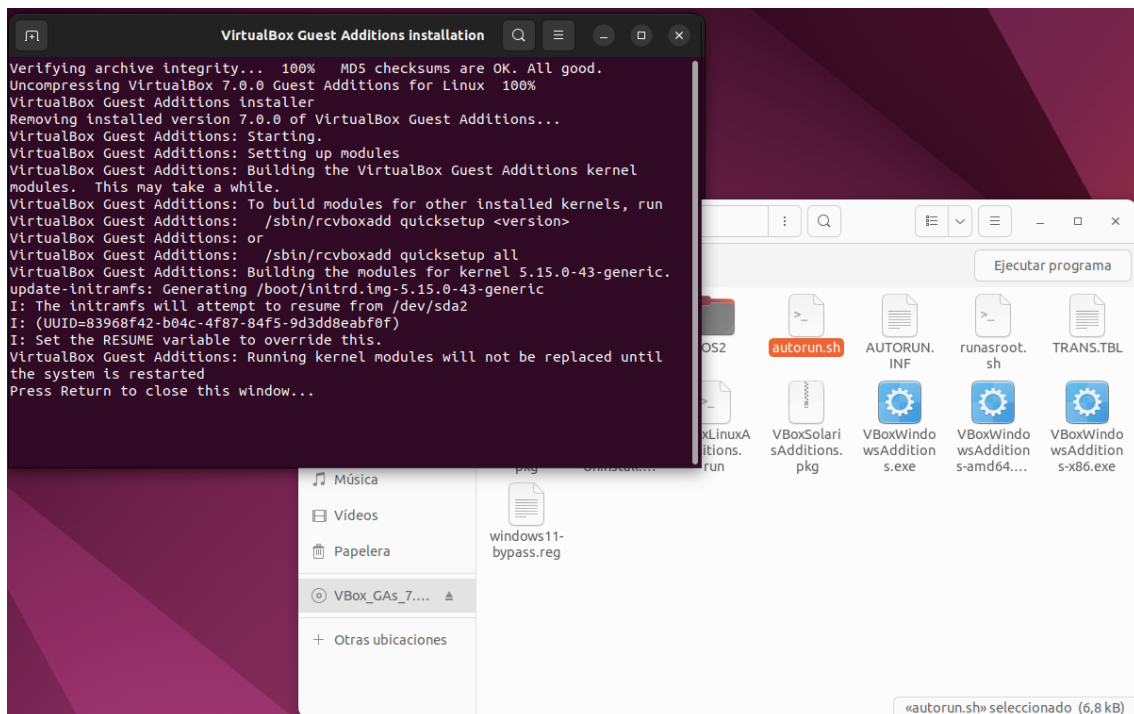 VirtualBox Guest Additions installation
Verifying archive integrity... 100% MD5 checksums are OK. All good.
Uncompressing VirtualBox 7.0.0 Guest Additions for Linux 100%
VirtualBox Guest Additions installer
Removing installed version 7.0.0 of VirtualBox Guest Additions...
VirtualBox Guest Additions: Starting.
VirtualBox Guest Additions: Setting up modules
VirtualBox Guest Additions: Building the VirtualBox Guest Additions kernel
modules. This may take a while.
VirtualBox Guest Additions: To build modules for other installed kernels, run
VirtualBox Guest Additions: /sbin/rcvboxadd quicksetup <version>
VirtualBox Guest Additions: or
VirtualBox Guest Additions: /sbin/rcvboxadd quicksetup all
VirtualBox Guest Additions: Building the modules for kernel 5.15.0-43-generic.
update-initramfs: Generating /boot/initrd.img-5.15.0-43-generic
I: The initramfs will attempt to resume from /dev/sda2
I: (UUID=83968f42-b04c-4f87-84f5-9d3dd8eabf0f)
I: Set the RESUME variable to override this.
VirtualBox Guest Additions: Running kernel modules will not be replaced until
the system is restarted
Press Return to close this window...
Ejecutar programa
OS2
autorun.sh
AUTORUN.
INF
runasroot.
sh
TRANS.TBL
xLinuxA
itions.
run
VBoxSolari
sAdditions.
pkg
VBoxWindo
wsAddition
s.exe
VBoxWindo
wsAddition
s-amd64....
VBoxWindo
wsAddition
s-x86.exe
windows11-
bypass.reg
Música
Vídeos
Papelera
VBox_GAs_7....
Otras ubicaciones
«autorun.sh» seleccionado (6,8 kB)